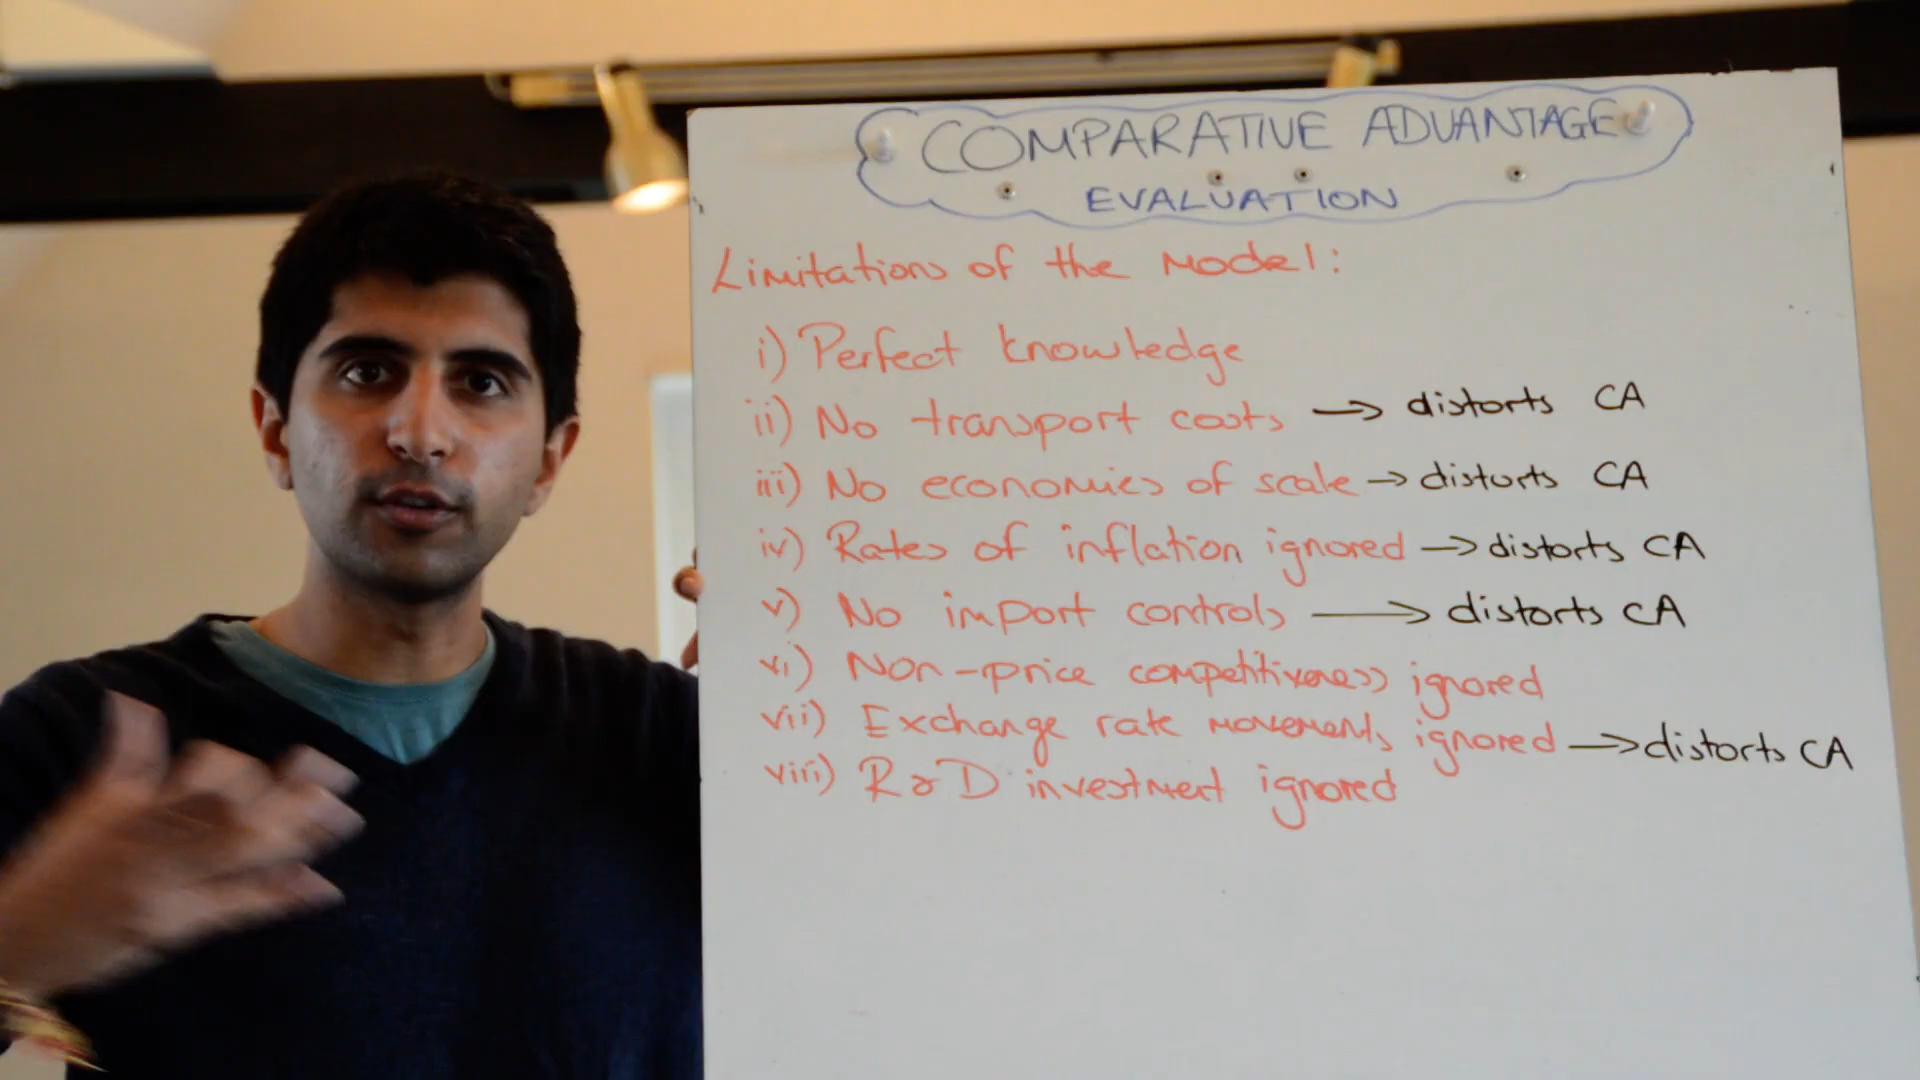 COMPARATIVE ADVANTAGE
EVALUATION
Limitations of the model:
i) Perfect knowledge
ii) No transport costs → distorts CA
iii) No economies of scale → distorts CA
iv) Rates of inflation ignored → distorts CA
v) No import controls → distorts CA
vi) Non-price competitiveness ignored
vii) Exchange rate movements ignored → distorts CA
viii) R&D investment ignored